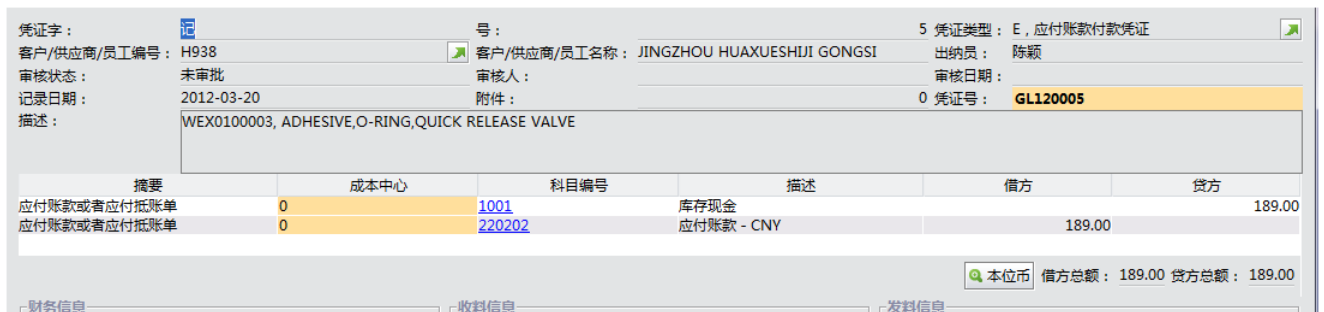 凭证字： 记 号： 5 凭证类型： E，应付账款付款凭证
客户/供应商/员工编号： H938 客户/供应商/员工名称： JINGZHOU HUAXUESHIJI GONGSI 出纳员： 陈颖
审核状态： 未审批 审核人： 审核日期：
记录日期： 2012-03-20 附件： 0 凭证号： GL120005
描述： WEX0100003, ADHESIVE,O-RING,QUICK RELEASE VALVE
摘要 成本中心 科目编号 描述 借方 贷方
应付账款或者应付抵账单 0 1001 库存现金 189.00
应付账款或者应付抵账单 0 220202 应付账款 - CNY 189.00
本位币 借方总额： 189.00 贷方总额： 189.00
财务信息 收料信息 发料信息